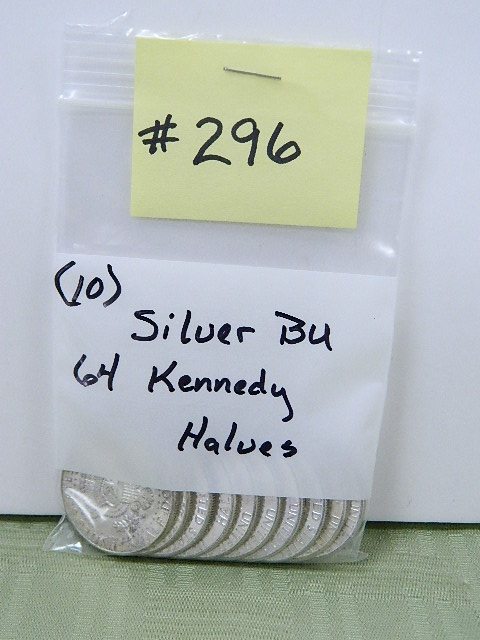 #296
(10)
Silver BU
64 Kennedy
Halves